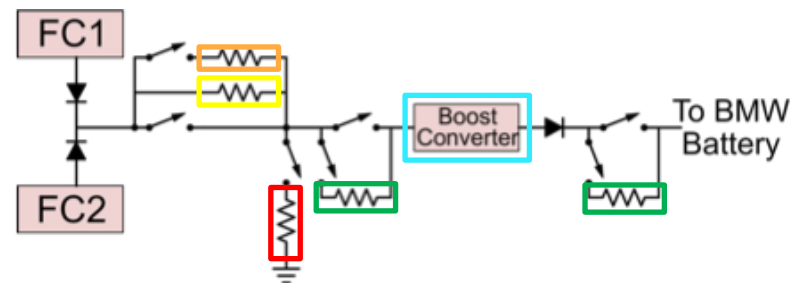 FC1
FC2
Boost
Converter
To BMW
Battery